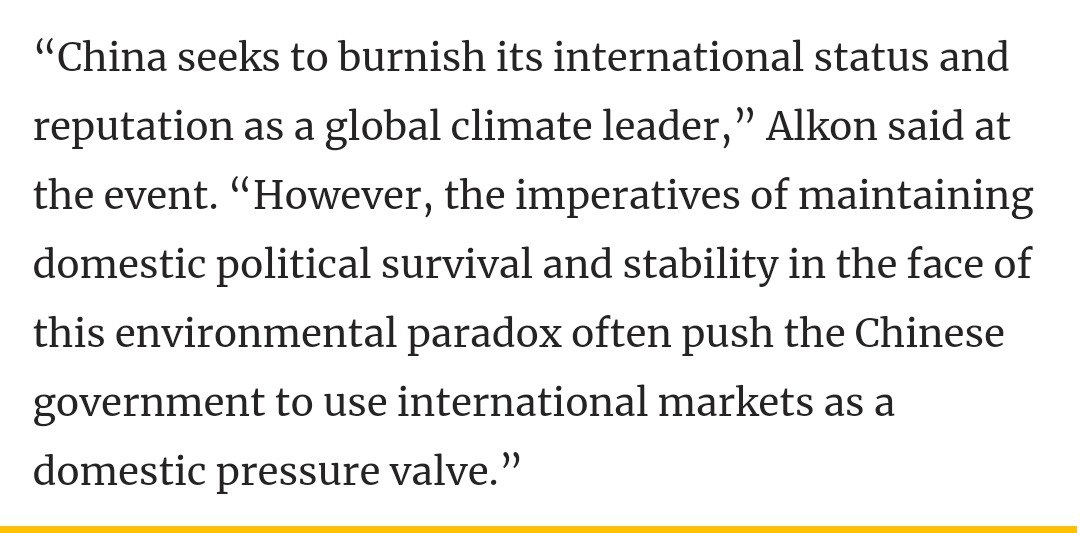 “China seeks to burnish its international status and
reputation as a global climate leader,” Alkon said at
the event. “However, the imperatives of maintaining
domestic political survival and stability in the face of
this environmental paradox often push the Chinese
government to use international markets as a
domestic pressure valve.”